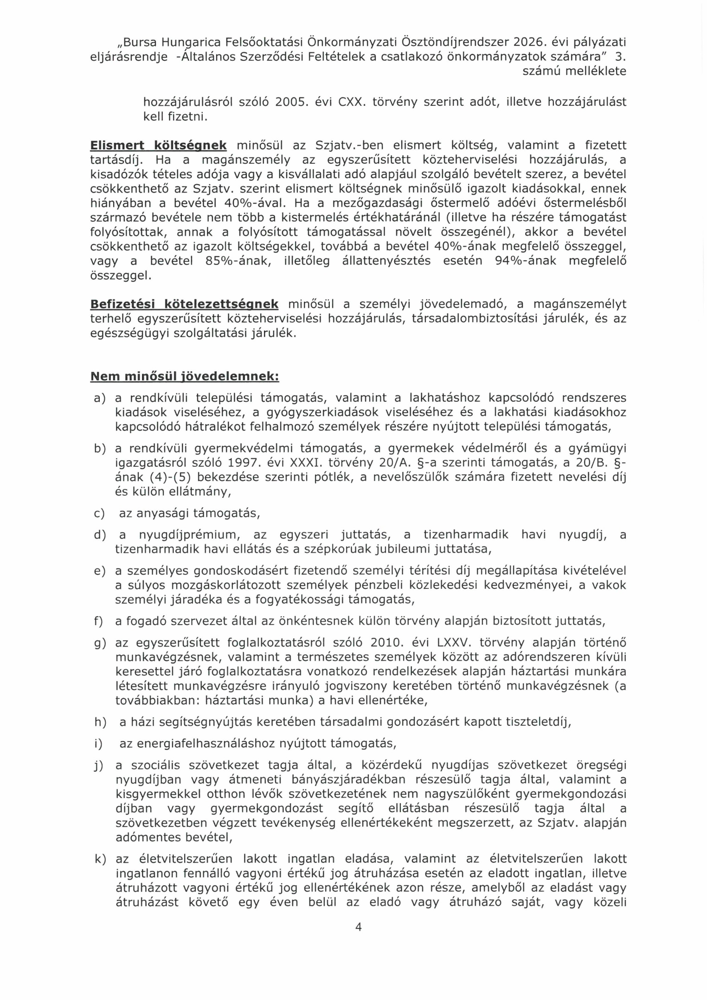 „Bursa Hungarica Felsőoktatási Önkormányzati Ösztöndíjrendszer 2026. évi pályázati
eljárásrendje -Általános Szerződési Feltételek a csatlakozó önkormányzatok számára" 3.
számú melléklete
hozzájárulásról szóló 2005. évi CXX. törvény szerint adót, illetve hozzájárulást
kell fizetni.
Elismert költségnek minősül az Szjatv.-ben elismert költség, valamint a fizetett
tartásdíj. Ha a magánszemély az egyszerűsített közteherviselési hozzájárulás, a
kisadózók tételes adója vagy a kisvállalati adó alapjául szolgáló bevételt szerez, a bevétel
csökkenthető az Szjatv. szerint elismert költségnek minősülő igazolt kiadásokkal, ennek
hiányában a bevétel 40%-ával. Ha a mezőgazdasági őstermelő adóévi őstermelésből
származó bevétele nem több a kistermelés értékhatáránál (illetve ha részére támogatást
folyósítottak, annak a folyósított támogatással növelt összegénél), akkor a bevétel
csökkenthető az igazolt költségekkel, továbbá a bevétel 40%-ának megfelelő összeggel,
vagy a bevétel 85%-ának, illetőleg állattenyésztés esetén 94%-ának megfelelő
összeggel.
Befizetési kötelezettségnek minősül a személyi jövedelemadó, a magánszemélyt
terhelő egyszerűsített közteherviselési hozzájárulás, társadalombiztosítási járulék, és az
egészségügyi szolgáltatási járulék.
Nem minősül jövedelemnek:
a) a rendkívüli települési támogatás, valamint a lakhatáshoz kapcsolódó rendszeres
kiadások viseléséhez, a gyógyszerkiadások viseléséhez és a lakhatási kiadásokhoz
kapcsolódó hátralékot felhalmozó személyek részére nyújtott települési támogatás,
b) a rendkívüli gyermekvédelmi támogatás, a gyermekek védelméről és a gyámügyi
igazgatásról szóló 1997. évi XXXI. törvény 20/A. §-a szerinti támogatás, a 20/B. §-
ának (4)-(5) bekezdése szerinti pótlék, a nevelőszülők számára fizetett nevelési díj
és külön ellátmány,
c) az anyasági támogatás,
d) a nyugdíjprémium, az egyszeri juttatás, a tizenharmadik havi nyugdíj, a
tizenharmadik havi ellátás és a szépkorúak jubileumi juttatása,
e) a személyes gondoskodásért fizetendő személyi térítési díj megállapítása kivételével
a súlyos mozgáskorlátozott személyek pénzbeli közlekedési kedvezményei, a vakok
személyi járadéka és a fogyatékossági támogatás,
f) a fogadó szervezet által az önkéntesnek külön törvény alapján biztosított juttatás,
g) az egyszerűsített foglalkoztatásról szóló 2010. évi LXXV. törvény alapján történő
munkavégzésnek, valamint a természetes személyek között az adórendszeren kívüli
keresettel járó foglalkoztatásra vonatkozó rendelkezések alapján háztartási munkára
létesített munkavégzésre irányuló jogviszony keretében történő munkavégzésnek (a
továbbiakban: háztartási munka) a havi ellenértéke,
h) a házi segítségnyújtás keretében társadalmi gondozásért kapott tiszteletdíj,
i) az energiafelhasználáshoz nyújtott támogatás,
j) a szociális szövetkezet tagja által, a közérdekű nyugdíjas szövetkezet öregségi
nyugdíjban vagy átmeneti bányászjáradékban részesülő tagja által, valamint a
kisgyermekkel otthon lévők szövetkezetének nem nagyszülőként gyermekgondozási
díjban vagy gyermekgondozást segítő ellátásban részesülő tagja által a
szövetkezetben végzett tevékenység ellenértékeként megszerzett, az Szjatv. alapján
adómentes bevétel,
k) az életvitelszerűen lakott ingatlan eladása, valamint az életvitelszerűen lakott
ingatlanon fennálló vagyoni értékű jog átruházása esetén az eladott ingatlan, illetve
átruházott vagyoni értékű jog ellenértékének azon része, amelyből az eladást vagy
átruházást követő egy éven belül az eladó vagy átruházó saját, vagy közeli
4